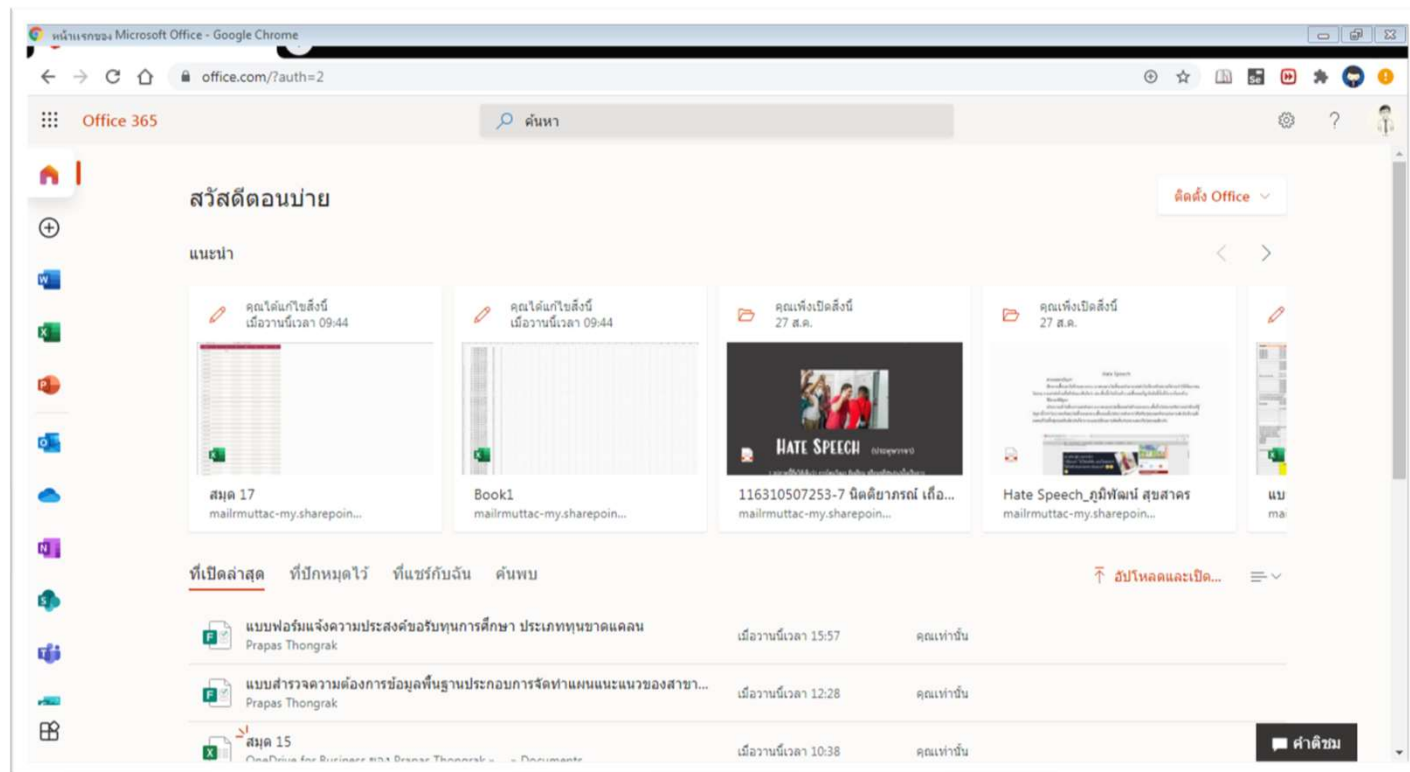 หน้าแรกของ Microsoft Office - Google Chrome
office.com/?auth=2
Office 365
ค้นหา
สวัสดีตอนบ่าย
ติดตั้ง Office
แนะนำ
คุณได้แก้ไขสิ่งนี้
เมื่อวานนี้เวลา 09:44
คุณได้แก้ไขสิ่งนี้
เมื่อวานนี้เวลา 09:44
คุณเพิ่งเปิดสิ่งนี้
27 ส.ค.
คุณเพิ่งเปิดสิ่งนี้
27 ส.ค.
HATE SPEECH
Hate Speech
สมุด 17
mailrmuttac-my.sharepoin...
Book1
mailrmuttac-my.sharepoin...
116310507253-7 นิตติยาภรณ์ เถื่อ...
mailrmuttac-my.sharepoin...
Hate Speech_ภูมิพัฒน์ สุขสาคร
mailrmuttac-my.sharepoin...
แบ
ma
ที่เปิดล่าสุด ที่ปักหมุดไว้ ที่แชร์กับฉัน ค้นพบ
อัปโหลดและเปิด...
แบบฟอร์มแจ้งความประสงค์ขอรับทุนการศึกษา ประเภททุนขาดแคลน
Prapas Thongrak
เมื่อวานนี้เวลา 15:57 คุณเท่านั้น
แบบสำรวจความต้องการข้อมูลพื้นฐานประกอบการจัดทำแผนแนะแนวของสาขา...
Prapas Thongrak
เมื่อวานนี้เวลา 12:28 คุณเท่านั้น
สมุด 15
OneDrive for Business ของ Prapas Thongrak
Documents
เมื่อวานนี้เวลา 10:38 คุณเท่านั้น
คำติชม